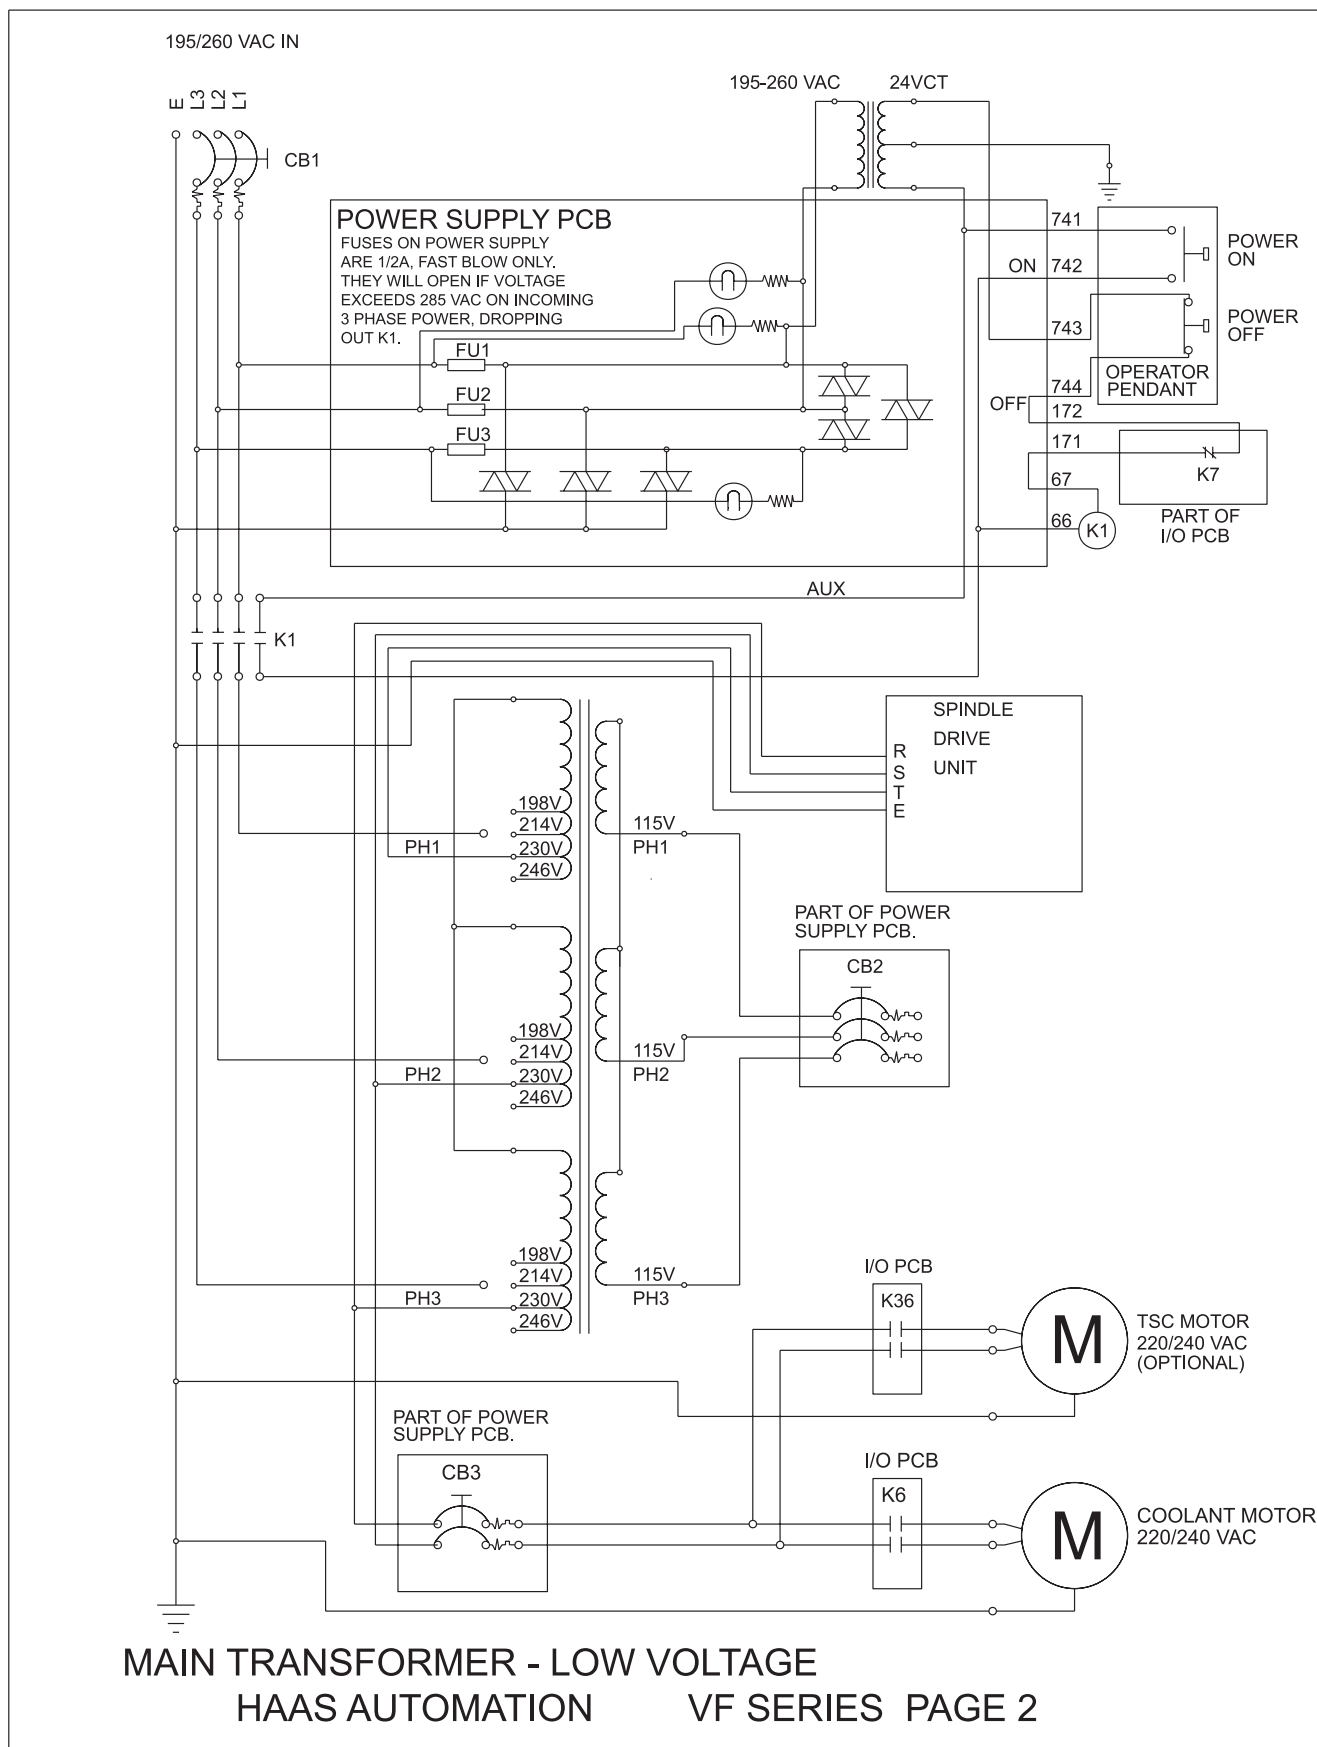 195/260 VAC IN
E
L3
L2
L1
CB1
195-260 VAC
24VCT
POWER SUPPLY PCB
FUSES ON POWER SUPPLY
ARE 1/2A, FAST BLOW ONLY.
THEY WILL OPEN IF VOLTAGE
EXCEEDS 285 VAC ON INCOMING
3 PHASE POWER, DROPPING
OUT K1.
FU1
FU2
FU3
741
ON 742
743
744
OFF
172
171
67
66
K1
POWER
ON
POWER
OFF
OPERATOR
PENDANT
K7
PART OF
I/O PCB
AUX
K1
SPINDLE
DRIVE
UNIT
R
S
T
E
198V
214V
230V
246V
PH1
115V
PH1
PART OF POWER
SUPPLY PCB.
CB2
198V
214V
230V
246V
PH2
115V
PH2
198V
214V
230V
246V
PH3
115V
PH3
I/O PCB
K36
M
TSC MOTOR
220/240 VAC
(OPTIONAL)
PART OF POWER
SUPPLY PCB.
CB3
I/O PCB
K6
M
COOLANT MOTOR
220/240 VAC
MAIN TRANSFORMER - LOW VOLTAGE
HAAS AUTOMATION VF SERIES PAGE 2